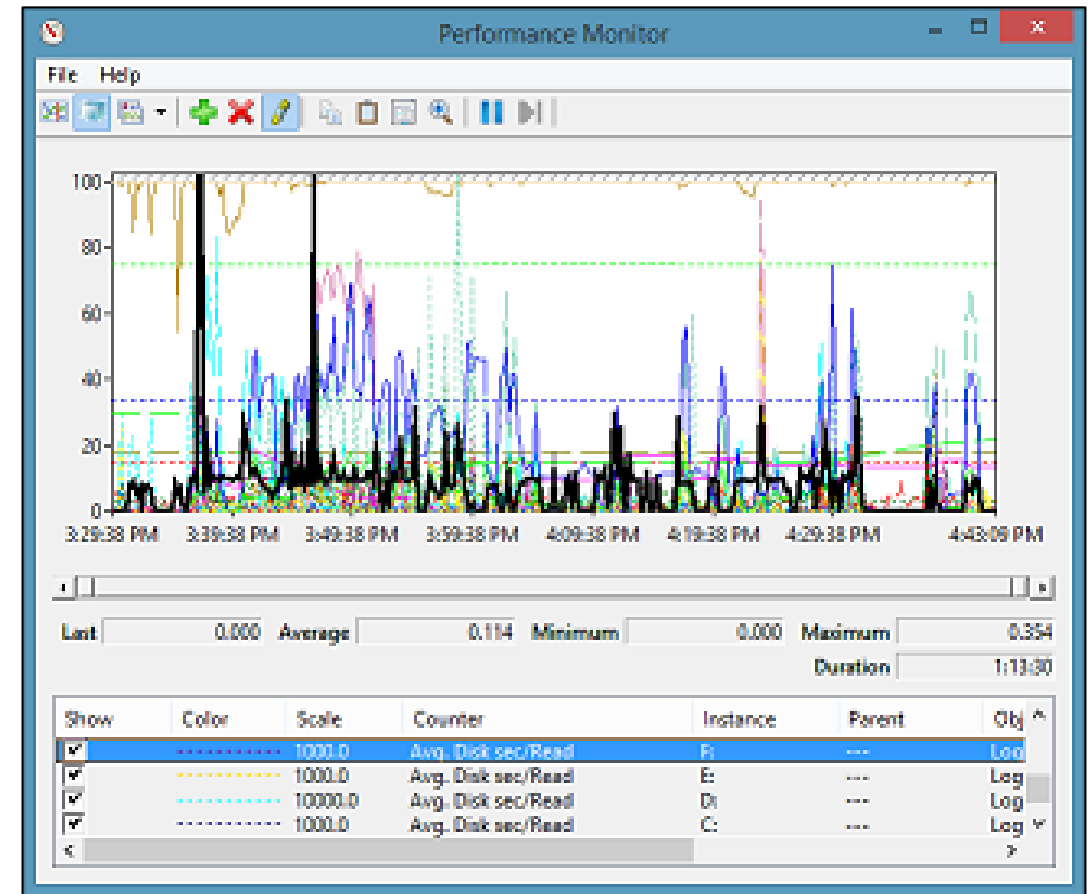 Performance Monitor
File Help
100
80
60
40
20
0
3:29:38 PM 3:39:38 PM 3:49:38 PM 3:59:38 PM 4:09:38 PM 4:19:38 PM 4:29:38 PM 4:43:09 PM
Last 0.000 Average 0.114 Minimum 0.000 Maximum 0.354
Duration 1:13:30
Show Color Scale Counter Instance Parent Obj
1000.0 Avg. Disk sec/Read F: --- Log
1000.0 Avg. Disk sec/Read E: --- Log
10000.0 Avg. Disk sec/Read D: --- Log
1000.0 Avg. Disk sec/Read C: --- Log